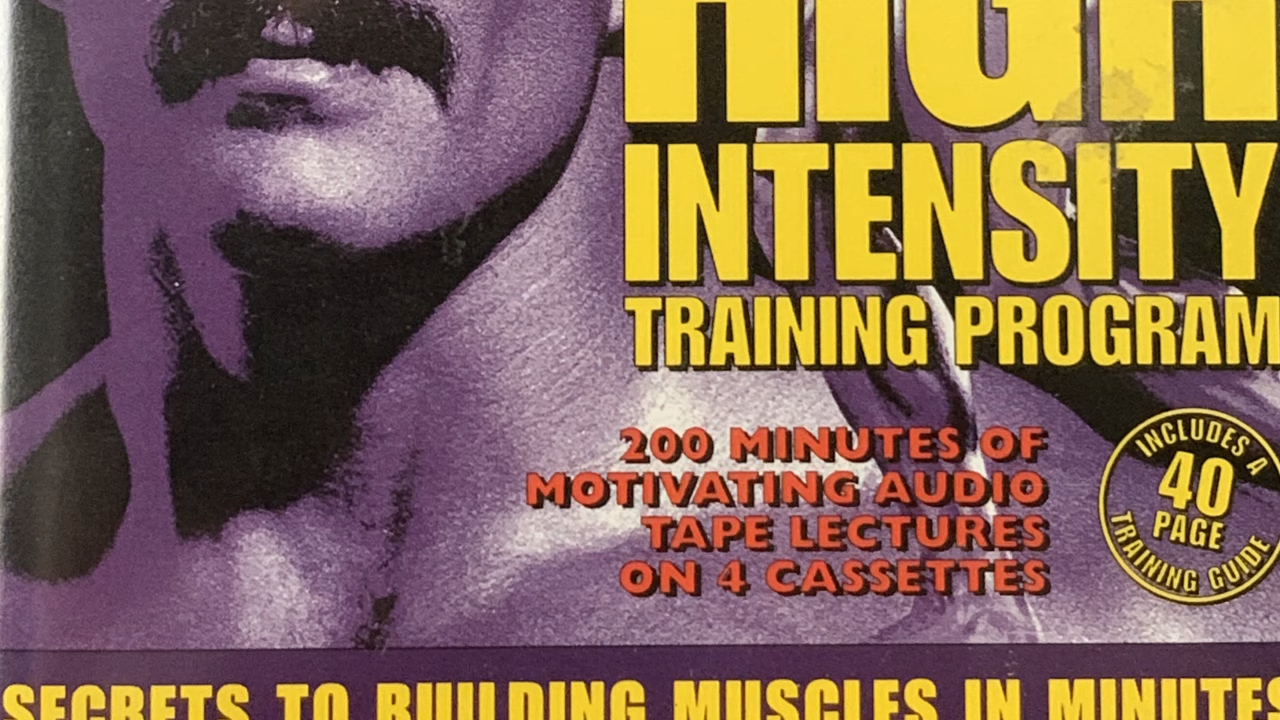 HIGH
INTENSITY
TRAINING PROGRAM
200 MINUTES OF
MOTIVATING AUDIO
TAPE LECTURES
ON 4 CASSETTES
INCLUDES A
40
PAGE
TRAINING GUIDE
SECRETS TO BUILDING MUSCLES IN MINUTES